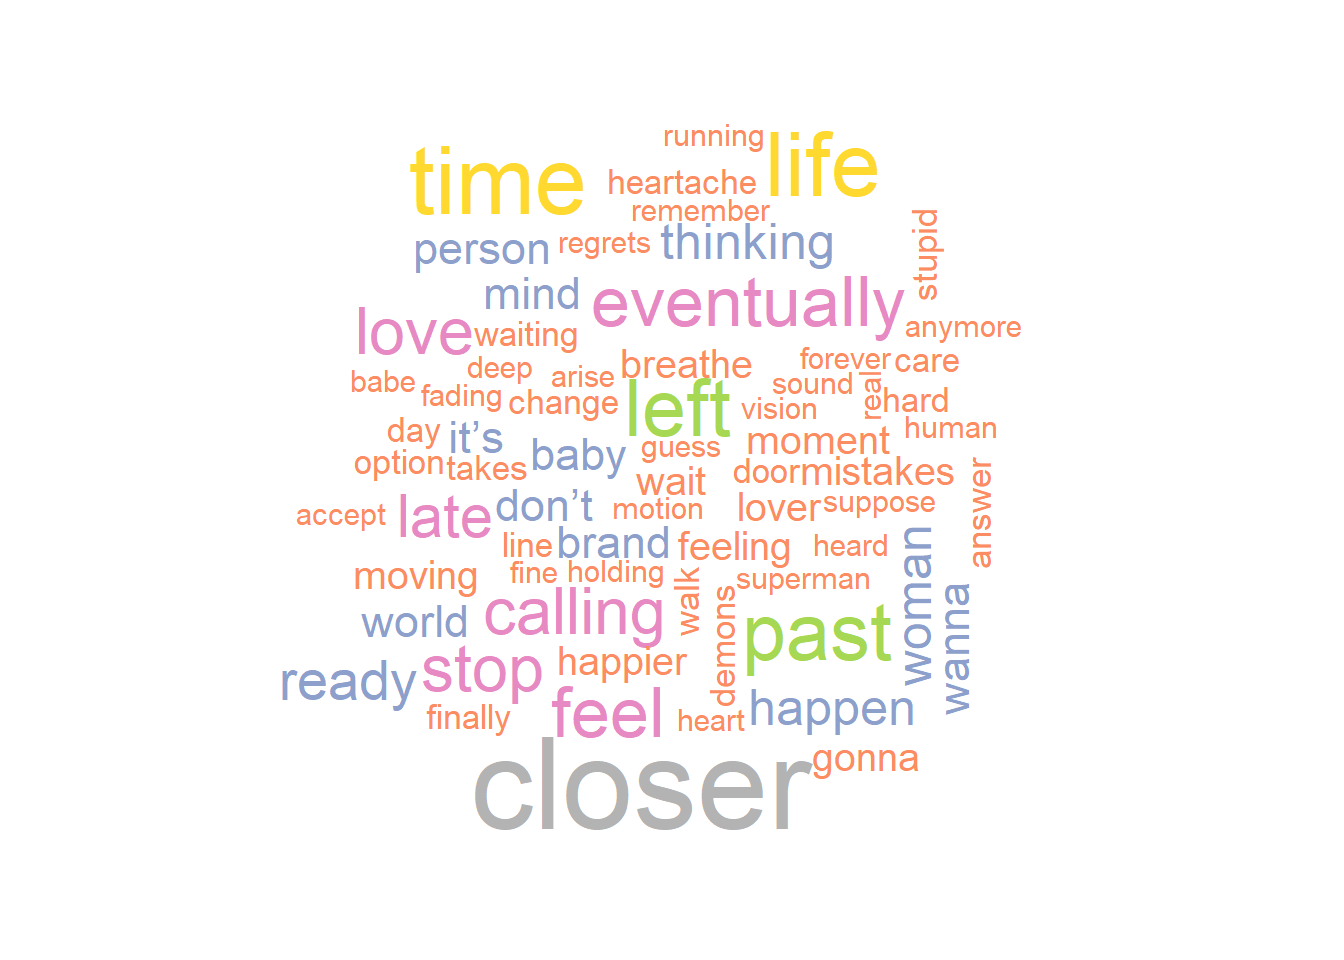 running
time
life
heartache
remember
person
regrets
thinking
stupid
mind
eventually
love
waiting
anymore
babe
deep
arise
breathe
forever
care
fading
change
left
sound
real
hard
vision
day
it’s
baby
guess
moment
human
option
takes
wait
door
mistakes
answer
accept
late
don’t
motion
lover
suppose
line
brand
feeling
heard
moving
fine
holding
walk
superman
woman
world
calling
demons
past
wanna
ready
stop
happier
finally
feel
heart
happen
closer
gonna